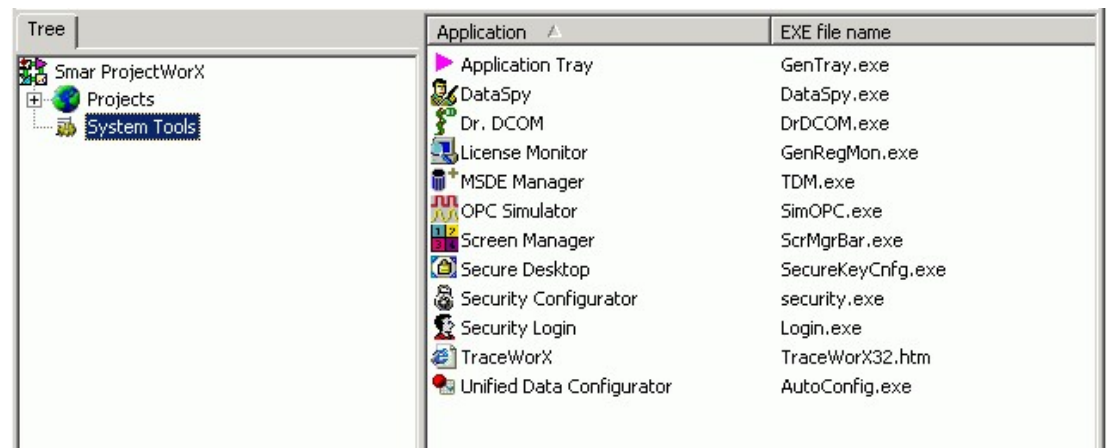 Tree
Smar ProjectWorX
Projects
System Tools
Application EXE file name
Application Tray GenTray.exe
DataSpy DataSpy.exe
Dr. DCOM DrDCOM.exe
License Monitor GenRegMon.exe
MSDE Manager TDM.exe
OPC Simulator SimOPC.exe
Screen Manager ScrMgrBar.exe
Secure Desktop SecureKeyCnfg.exe
Security Configurator security.exe
Security Login Login.exe
TraceWorX TraceWorX32.htm
Unified Data Configurator AutoConfig.exe